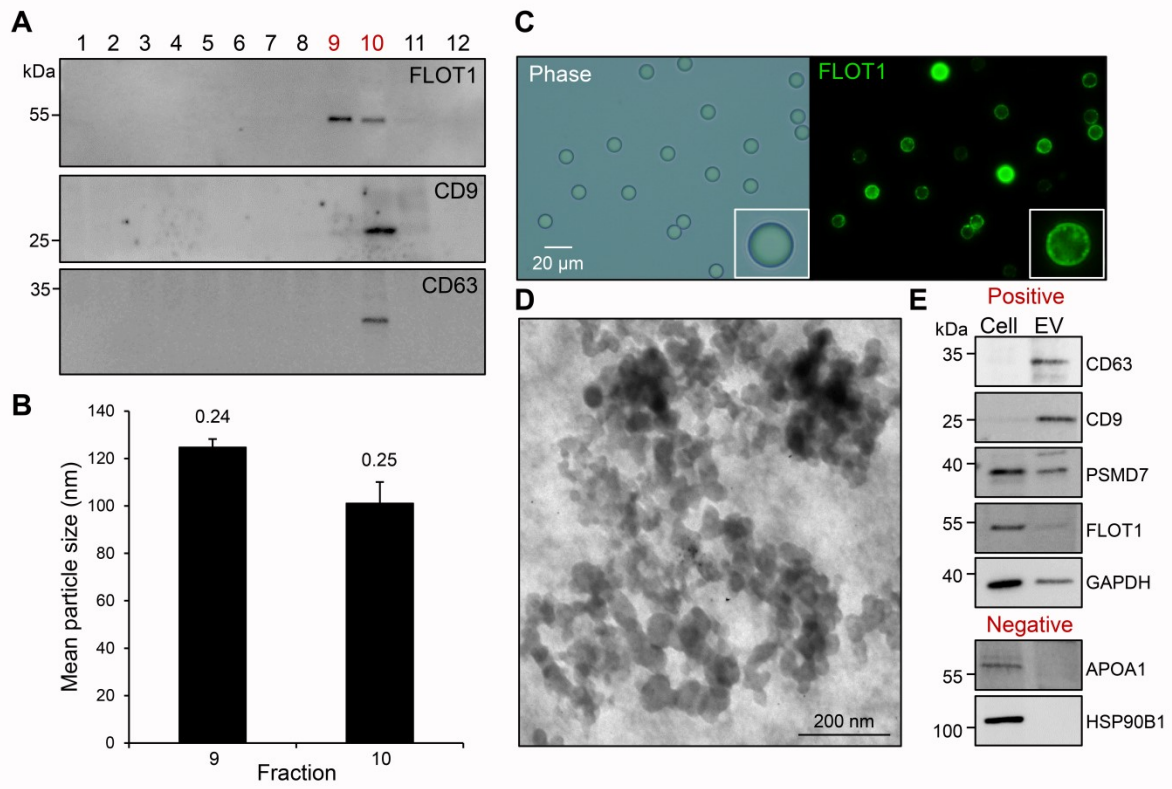 A
1 2 3 4 5 6 7 8 9 10 11 12
kDa
FLOT1
55
CD9
25
CD63
35
B
Mean particle size (nm)
140
120
100
80
60
40
20
0
0.24
0.25
9 10
Fraction
C
Phase
FLOT1
20 µm
D
200 nm
E
Positive
kDa Cell EV
35 CD63
25 CD9
40 PSMD7
55 FLOT1
40 GAPDH
Negative
55 APOA1
100 HSP90B1